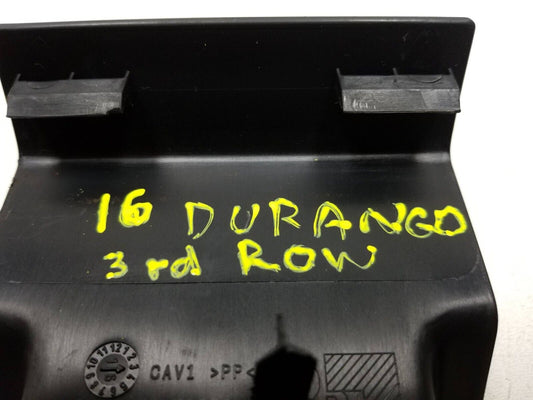 16 DURANGO
3rd ROW
CAV1 >PP<